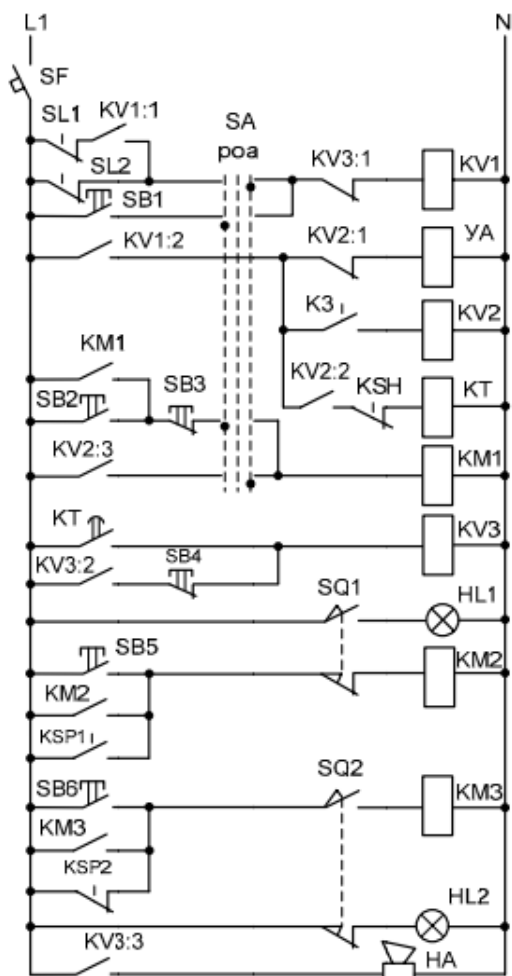 L1 N
SF
SL1 KV1:1 SA
SL2 роа KV3:1 KV1
SB1
KV1:2 KV2:1 УА
К3 KV2
KM1 KV2:2 KSH KT
SB2 SB3
KV2:3 KM1
KT KV3
KV3:2 SB4
SQ1 HL1
SB5 KM2
KM2
KSP1
SB6 SQ2 KM3
KM3
KSP2
HL2
KV3:3 HA